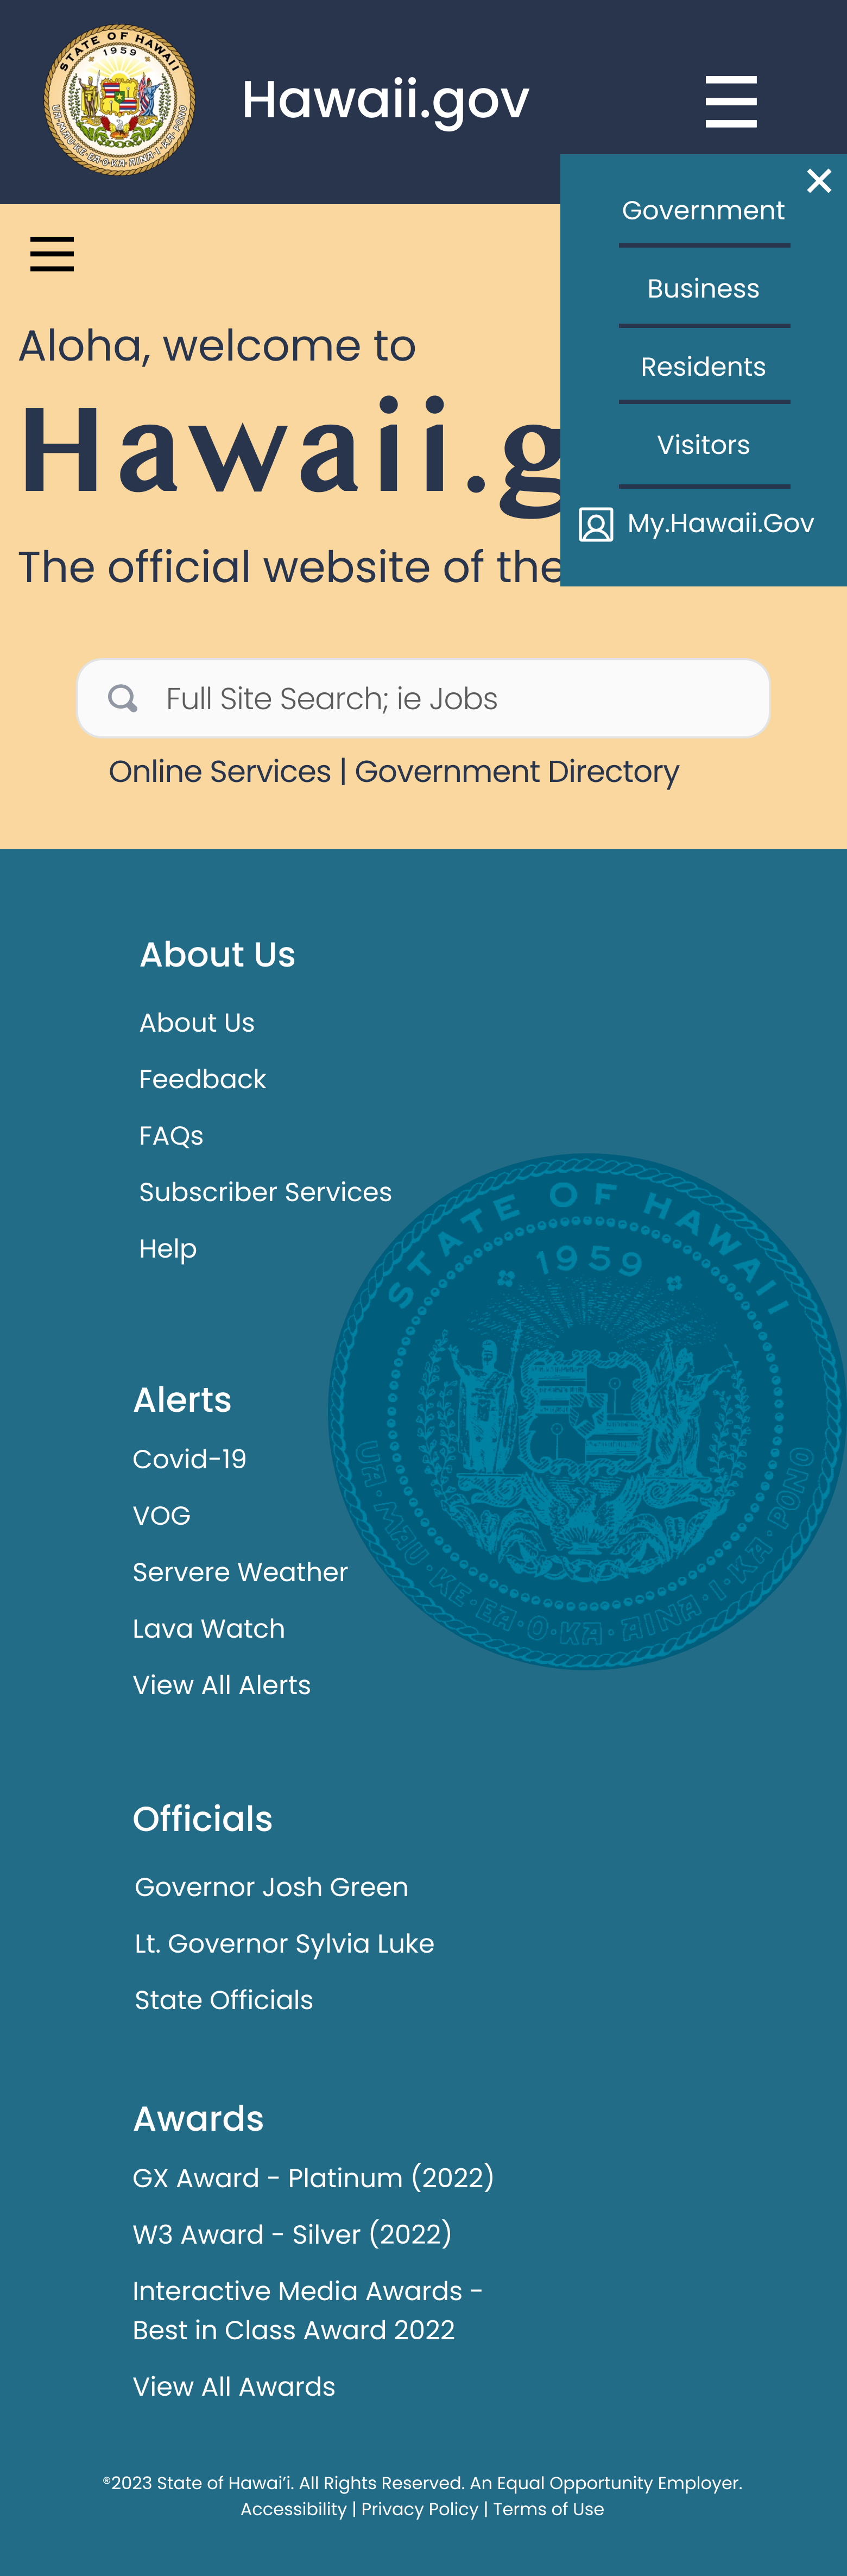 STATE OF HAWAII
1959
UA·MAU·KE·EA·O·KA·AINA·I·KA·PONO
Hawaii.gov
Government
Business
Residents
Visitors
My.Hawaii.Gov
Aloha, welcome to
Hawaii.g
The official website of the
Full Site Search; ie Jobs
Online Services | Government Directory
About Us
About Us
Feedback
FAQs
Subscriber Services
Help
STATE OF HAWAII
1959
UA·MAU·KE·EA·O·KA·AINA·I·KA·PONO
Alerts
Covid-19
VOG
Servere Weather
Lava Watch
View All Alerts
Officials
Governor Josh Green
Lt. Governor Sylvia Luke
State Officials
Awards
GX Award - Platinum (2022)
W3 Award - Silver (2022)
Interactive Media Awards -
Best in Class Award 2022
View All Awards
®2023 State of Hawai’i. All Rights Reserved. An Equal Opportunity Employer.
Accessibility | Privacy Policy | Terms of Use